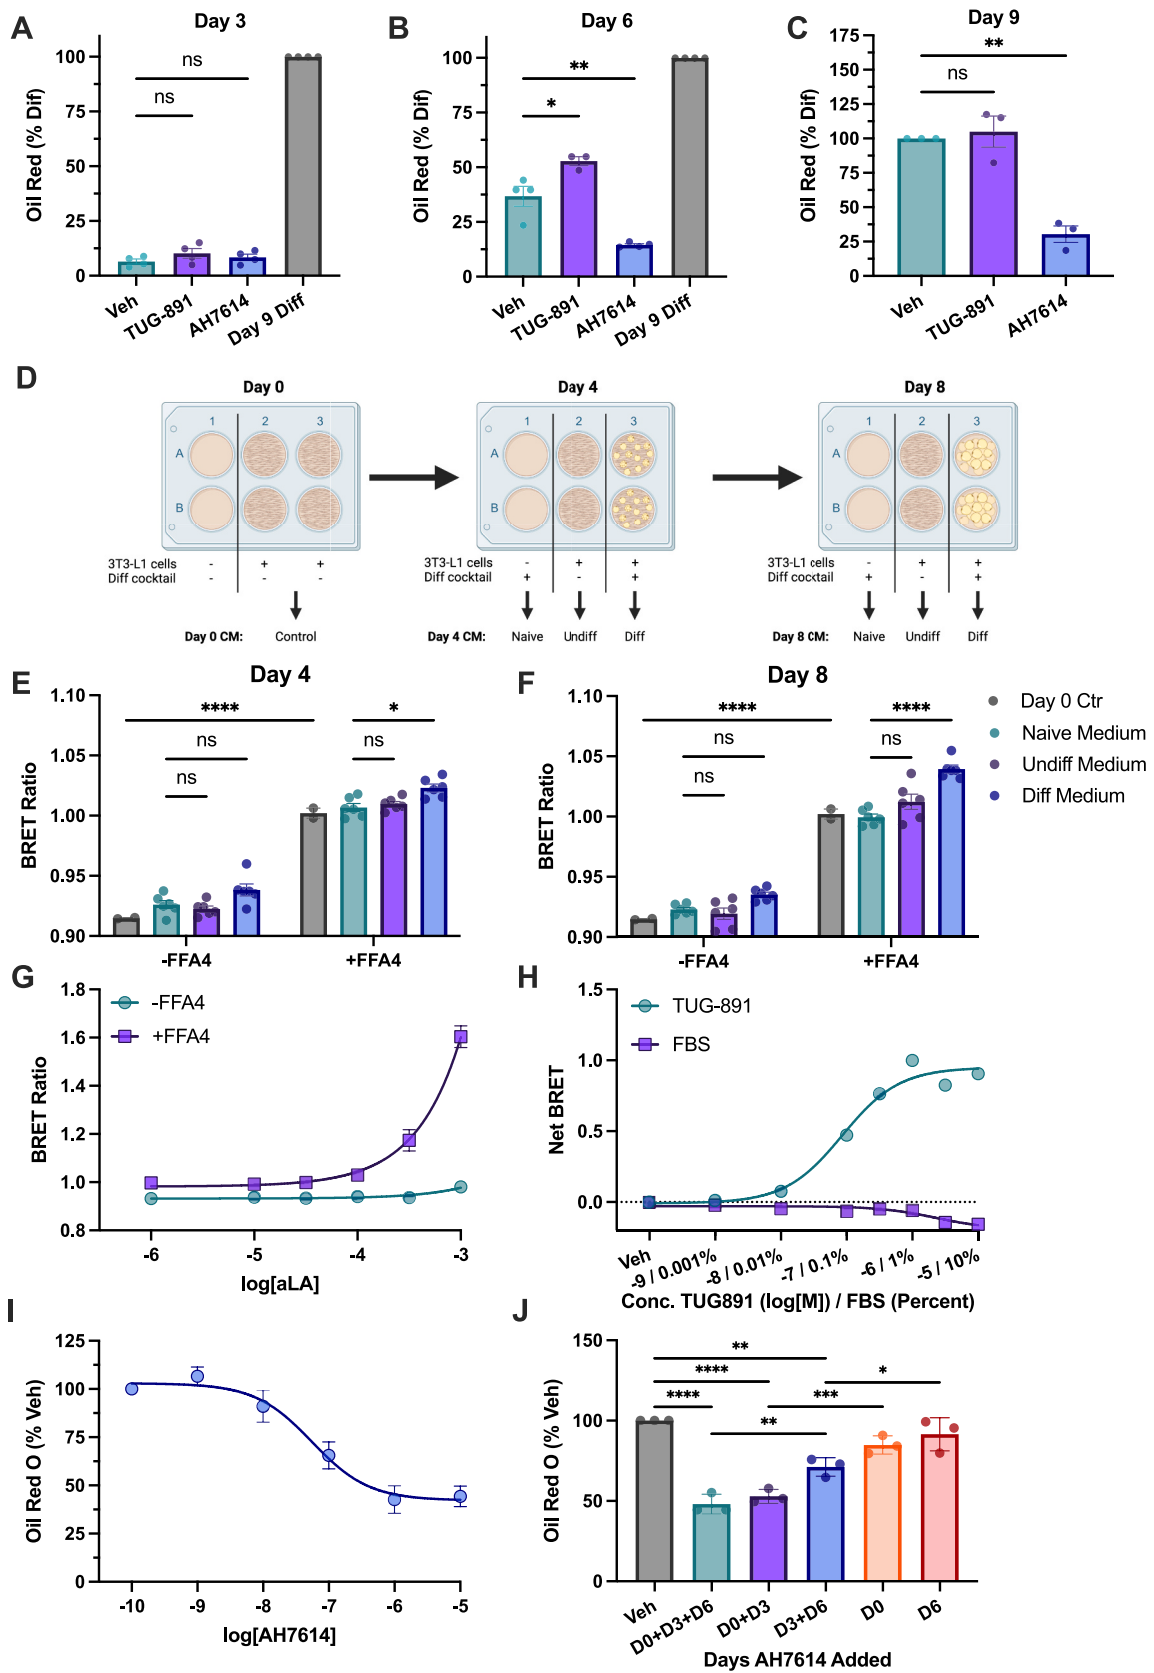 A
Day 3
Oil Red (% Dif)
100
75
50
25
0
ns
ns
Veh
TUG-891
AH7614
Day 9 Diff
B
Day 6
Oil Red (% Dif)
100
75
50
25
0
**
*
Veh
TUG-891
AH7614
Day 9 Diff
C
Day 9
Oil Red (% Dif)
175
150
125
100
75
50
25
0
**
ns
Veh
TUG-891
AH7614
D
Day 0
1 2 3
A
B
3T3-L1 cells - + +
Diff cocktail - - -
Day 0 CM: Control
Day 4
1 2 3
A
B
3T3-L1 cells - + +
Diff cocktail + - +
Day 4 CM: Naive Undiff Diff
Day 8
1 2 3
A
B
3T3-L1 cells - + +
Diff cocktail + - +
Day 8 CM: Naive Undiff Diff
E
Day 4
BRET Ratio
1.10
1.05
1.00
0.95
0.90
****
*
ns
ns
ns
-FFA4 +FFA4
F
Day 8
BRET Ratio
1.10
1.05
1.00
0.95
0.90
****
****
ns
ns
ns
-FFA4 +FFA4
Day 0 Ctr
Naive Medium
Undiff Medium
Diff Medium
G
BRET Ratio
1.8
1.6
1.4
1.2
1.0
0.8
-FFA4
+FFA4
-6 -5 -4 -3
log[aLA]
H
Net BRET
1.5
1.0
0.5
0.0
TUG-891
FBS
Veh
-9 / 0.001%
-8 / 0.01%
-7 / 0.1%
-6 / 1%
-5 / 10%
Conc. TUG891 (log[M]) / FBS (Percent)
I
Oil Red O (% Veh)
125
100
75
50
25
0
-10 -9 -8 -7 -6 -5
log[AH7614]
J
Oil Red O (% Veh)
150
100
50
0
**
****
*
****
***
**
Veh
D0+D3+D6
D0+D3
D3+D6
D0
D6
Days AH7614 Added